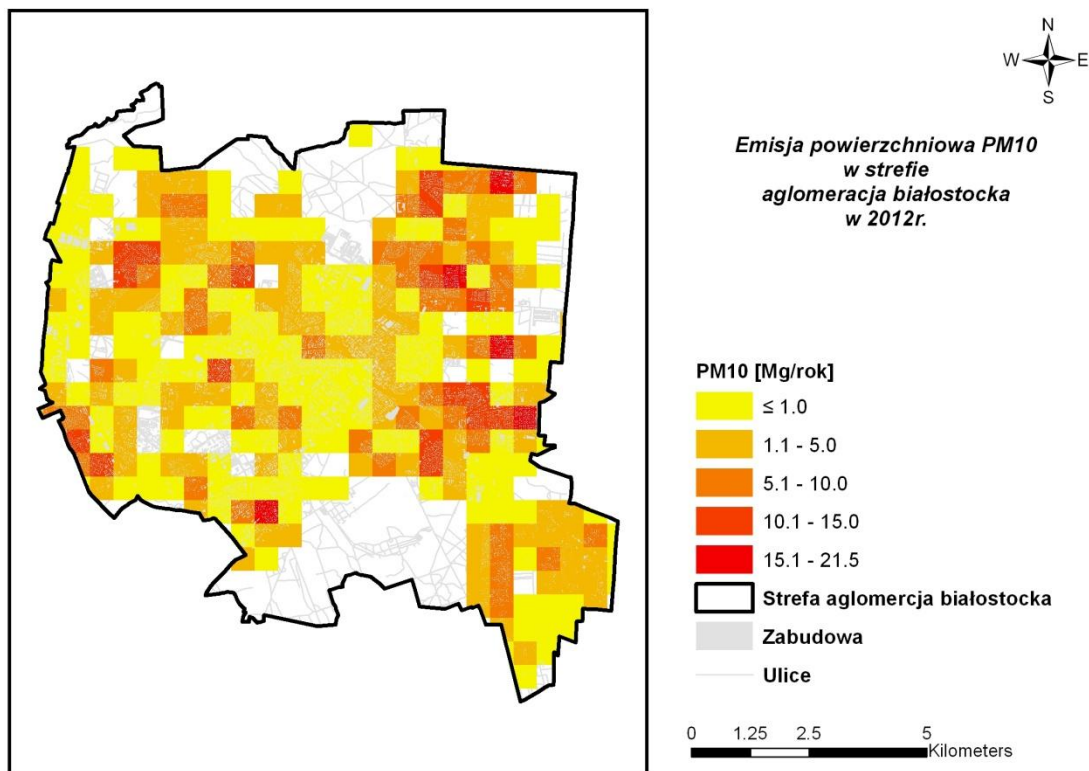 N
W E
S
Emisja powierzchniowa PM10
w strefie
aglomeracja białostocka
w 2012r.
PM10 [Mg/rok]
≤ 1.0
1.1 - 5.0
5.1 - 10.0
10.1 - 15.0
15.1 - 21.5
Strefa aglomercja białostocka
Zabudowa
Ulice
0 1.25 2.5 5
Kilometers